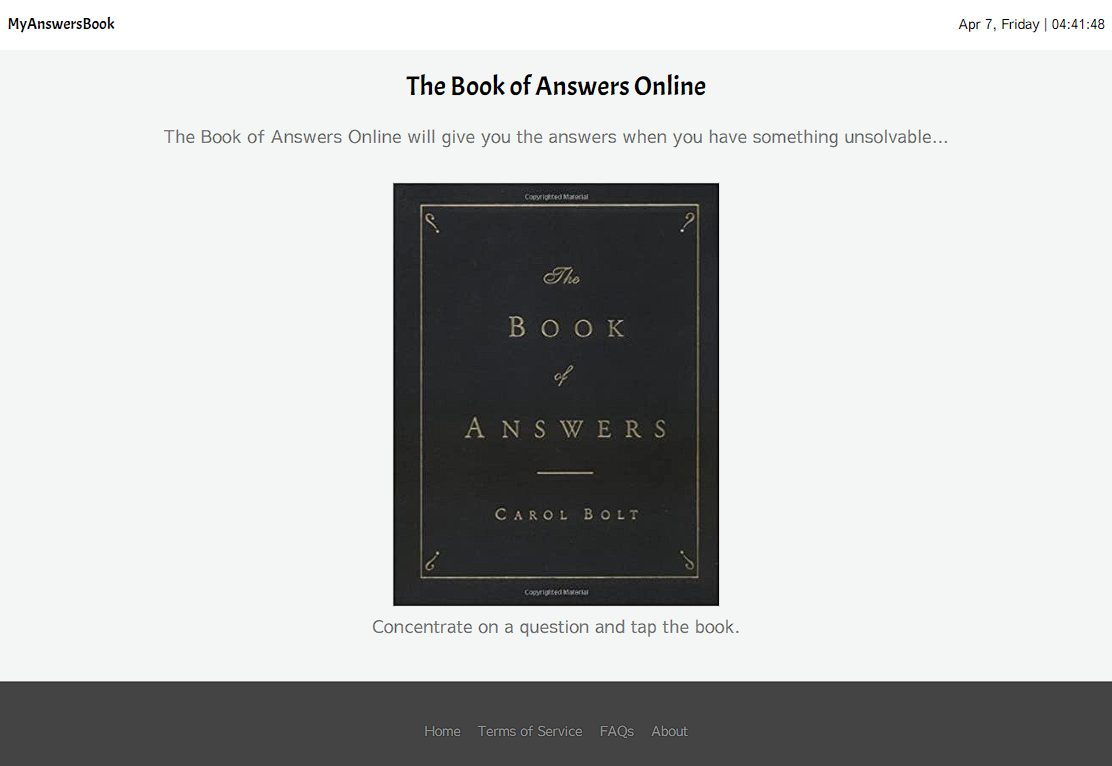 MyAnswersBook
Apr 7, Friday | 04:41:48
The Book of Answers Online
The Book of Answers Online will give you the answers when you have something unsolvable...
Copyrighted Material
The
BOOK
of
ANSWERS
CAROL BOLT
Copyrighted Material
Concentrate on a question and tap the book.
Home Terms of Service FAQs About